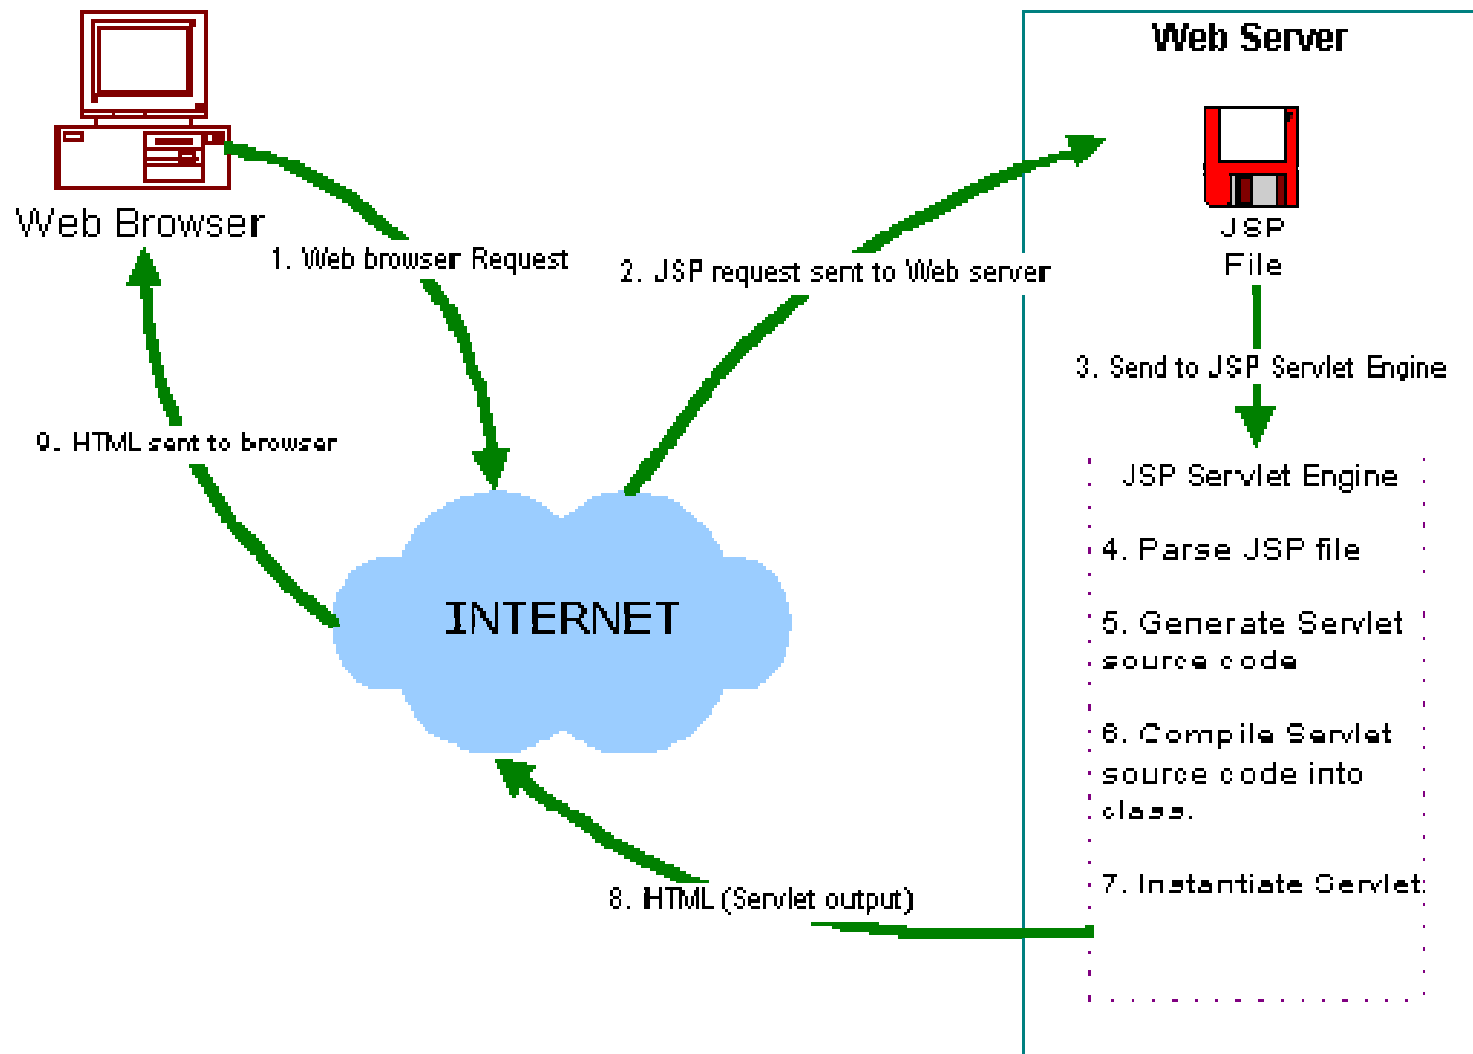 Web Server
Web Browser
JSP
File
1. Web browser Request
2. JSP request sent to Web server
3. Send to JSP Servlet Engine
9. HTML sent to browser
JSP Servlet Engine
4. Parse JSP file
5. Generate Servlet
source code
INTERNET
6. Compile Servlet
source code into
class.
7. Instantiate Servlet
8. HTML (Servlet output)